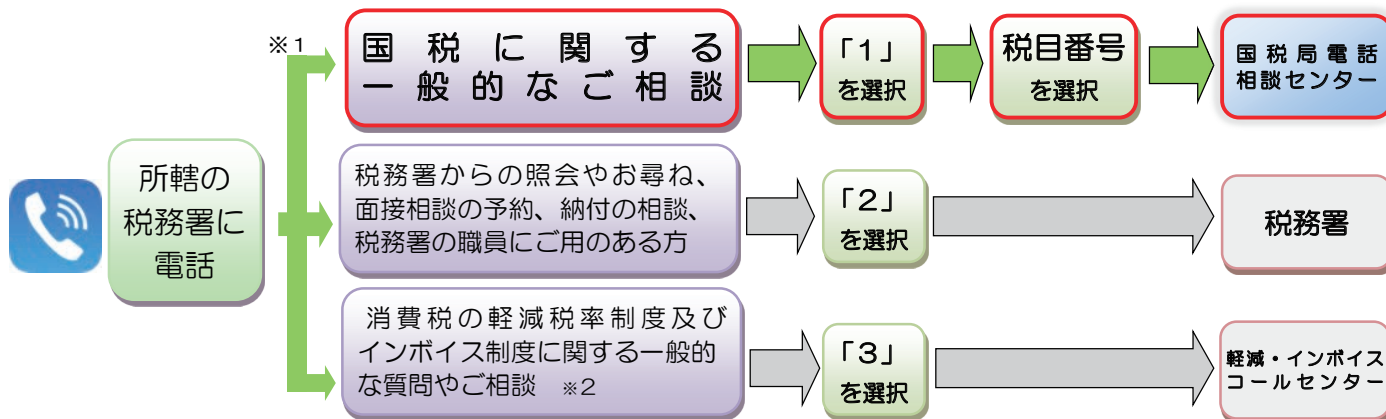 ※１
所轄の
税務署に
電話
国税に関する
一般的なご相談
「１」
を選択
税目番号
を選択
国税局電話
相談センター
税務署からの照会やお尋ね、
面接相談の予約、納付の相談、
税務署の職員にご用のある方
「２」
を選択
税務署
消費税の軽減税率制度及び
インボイス制度に関する一般的
な質問やご相談 ※２
「３」
を選択
軽減・インボイス
コールセンター